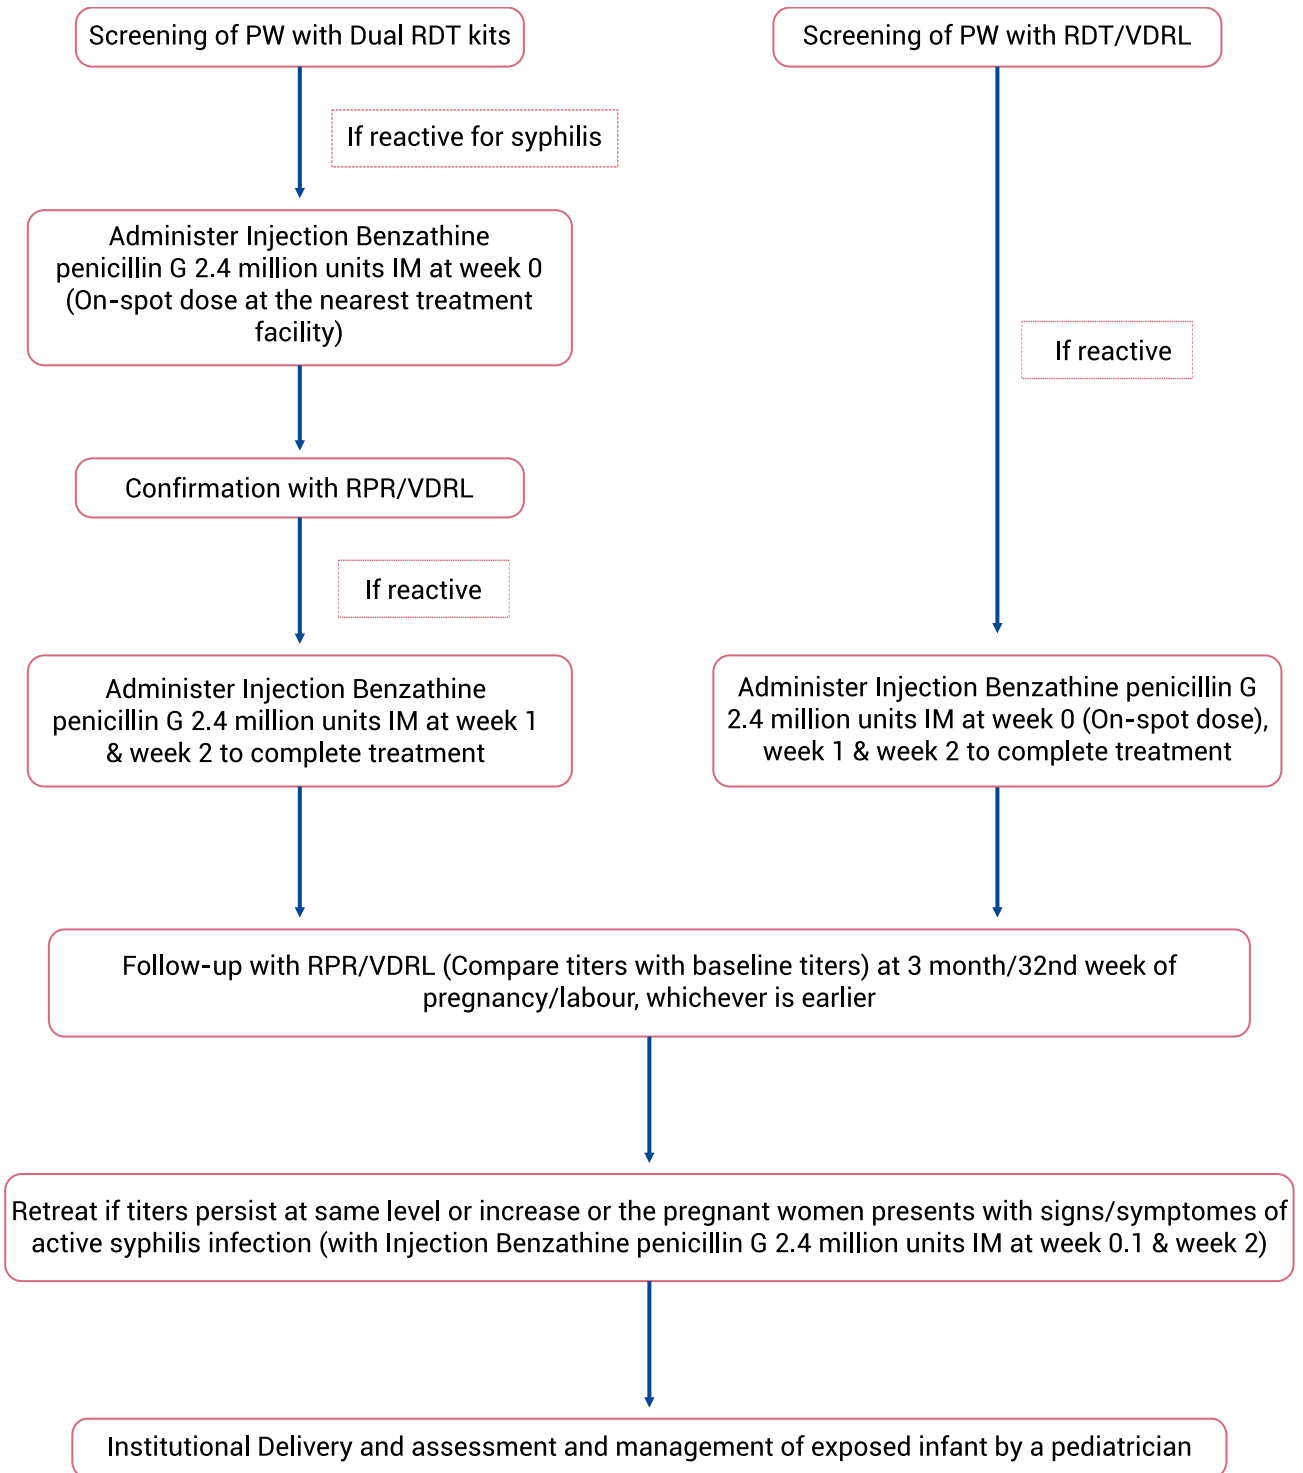 Screening of PW with Dual RDT kits
Screening of PW with RDT/VDRL
If reactive for syphilis
Administer Injection Benzathine
penicillin G 2.4 million units IM at week 0
(On-spot dose at the nearest treatment
facility)
If reactive
Confirmation with RPR/VDRL
If reactive
Administer Injection Benzathine
penicillin G 2.4 million units IM at week 1
& week 2 to complete treatment
Administer Injection Benzathine penicillin G
2.4 million units IM at week 0 (On-spot dose),
week 1 & week 2 to complete treatment
Follow-up with RPR/VDRL (Compare titers with baseline titers) at 3 month/32nd week of
pregnancy/labour, whichever is earlier
Retreat if titers persist at same level or increase or the pregnant women presents with signs/symptomes of
active syphilis infection (with Injection Benzathine penicillin G 2.4 million units IM at week 0.1 & week 2)
Institutional Delivery and assessment and management of exposed infant by a pediatrician